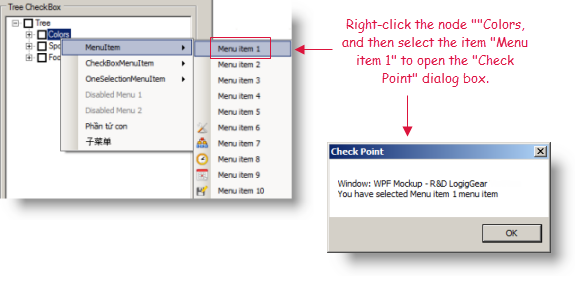 Tree CheckBox
Tree
Colors
Spo
Foo
MenuItem
CheckBoxMenuItem
OneSelectionMenuItem
Disabled Menu 1
Disabled Menu 2
Phần tử con
子菜单
Menu item 1
Menu item 2
Menu item 3
Menu item 4
Menu item 5
Menu item 6
Menu item 7
Menu item 8
Menu item 9
Menu item 10
Right-click the node ""Colors,
and then select the item "Menu
item 1" to open the "Check
Point" dialog box.
Check Point
Window: WPF Mockup - R&D LogigGear
You have selected Menu item 1 menu item
OK